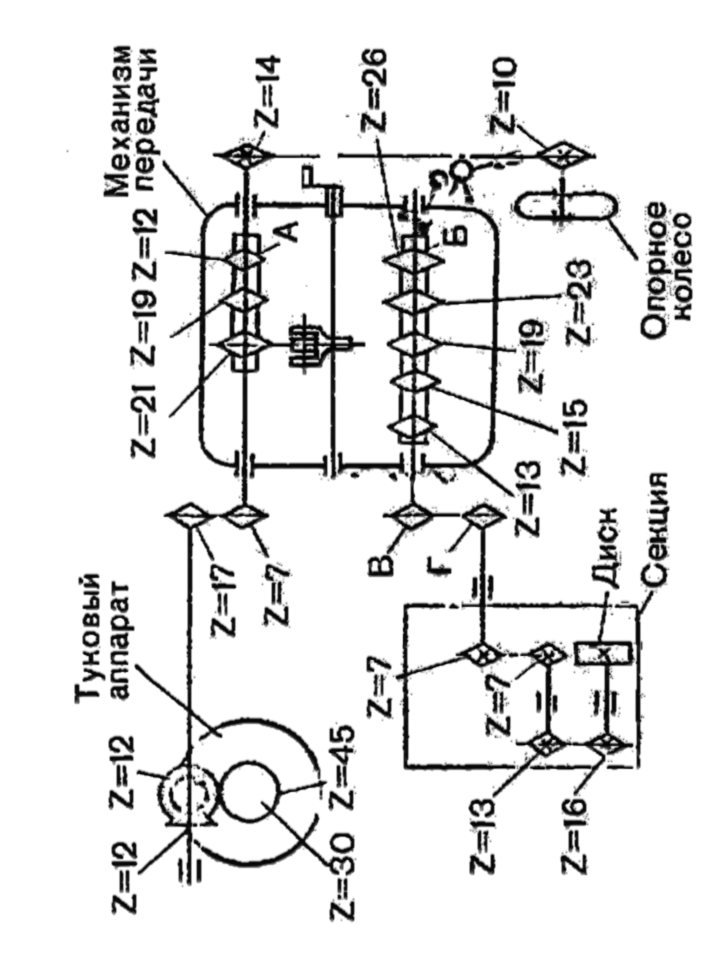 Механизм
передачи
Z=14
Z=26
Z=10
Z=12
А
Б
Z=19
Z=21
Z=23
Опорное
колесо
Z=19
Z=15
Z=13
Z=17
Z=7
В
Г
Диск
Секция
Туковый
аппарат
Z=7
Z=7
Z=12
Z=45
Z=12
Z=30
Z=13
Z=16